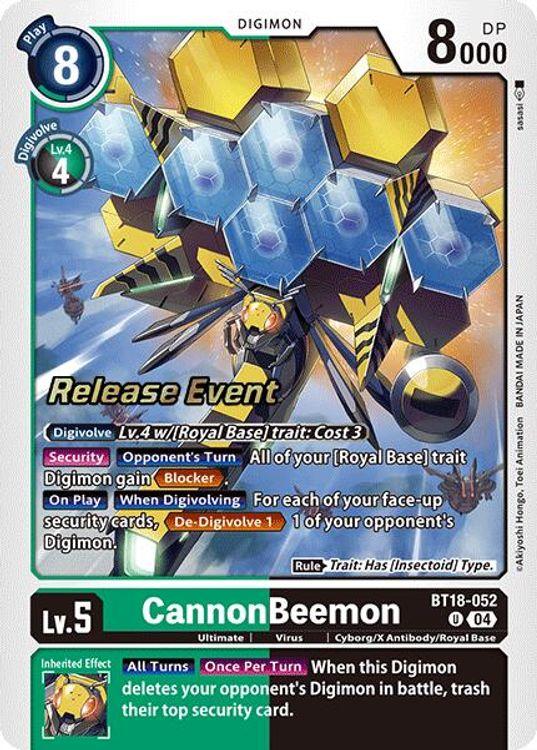 Play
8
DIGIMON
8000
DP
Digivolve
Lv.4
4
sasasi
Release Event
Digivolve Lv.4 w/[Royal Base] trait: Cost 3
Security Opponent's Turn All of your [Royal Base] trait
Digimon gain Blocker.
On Play When Digivolving For each of your face-up
security cards, De-Digivolve 1 1 of your opponent's
Digimon.
Rule Trait: Has [Insectoid] Type.
©Akiyoshi Hongo, Toei Animation BANDAI MADE IN JAPAN
Lv.5
CannonBeemon
BT18-052
U 04
Ultimate | Virus | Cyborg/X Antibody/Royal Base
Inherited Effect
All Turns Once Per Turn When this Digimon
deletes your opponent's Digimon in battle, trash
their top security card.